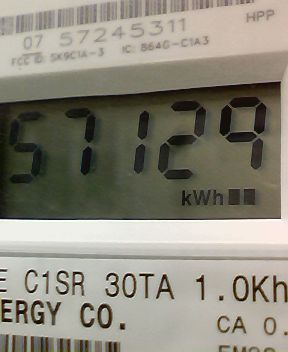 07 57245311
HPP
FCC ID: SK9C1A-3 IC: 864G-C1A3
57129
kWh
E C1SR 30TA 1.0Kh
ERGY CO.
CA 0.